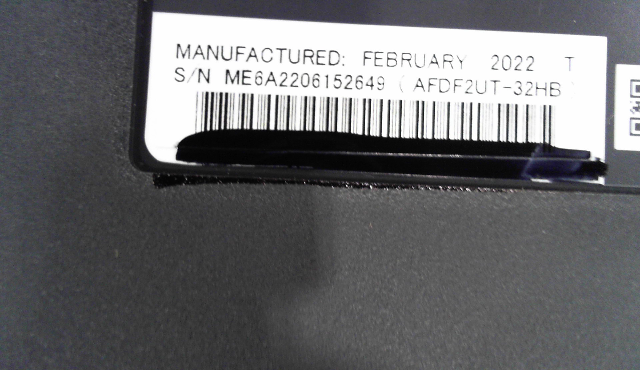 MANUFACTURED: FEBRUARY 2022 T
S/N ME6A2206152649 ( AFDF2UT-32HB )